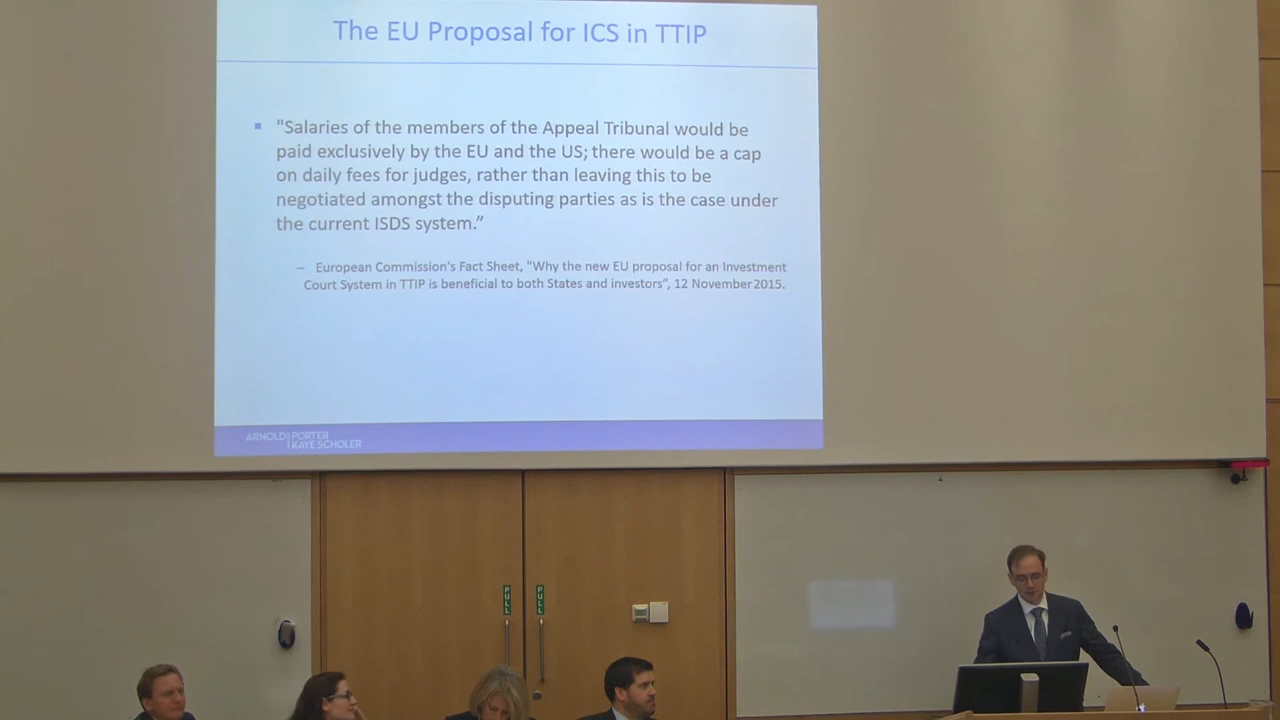 The EU Proposal for ICS in TTIP
"Salaries of the members of the Appeal Tribunal would be
paid exclusively by the EU and the US; there would be a cap
on daily fees for judges, rather than leaving this to be
negotiated amongst the disputing parties as is the case under
the current ISDS system.”
– European Commission's Fact Sheet, "Why the new EU proposal for an Investment
Court System in TTIP is beneficial to both States and investors”, 12 November 2015.
ARNOLD PORTER
KAYE SCHOLER
PULL
PULL